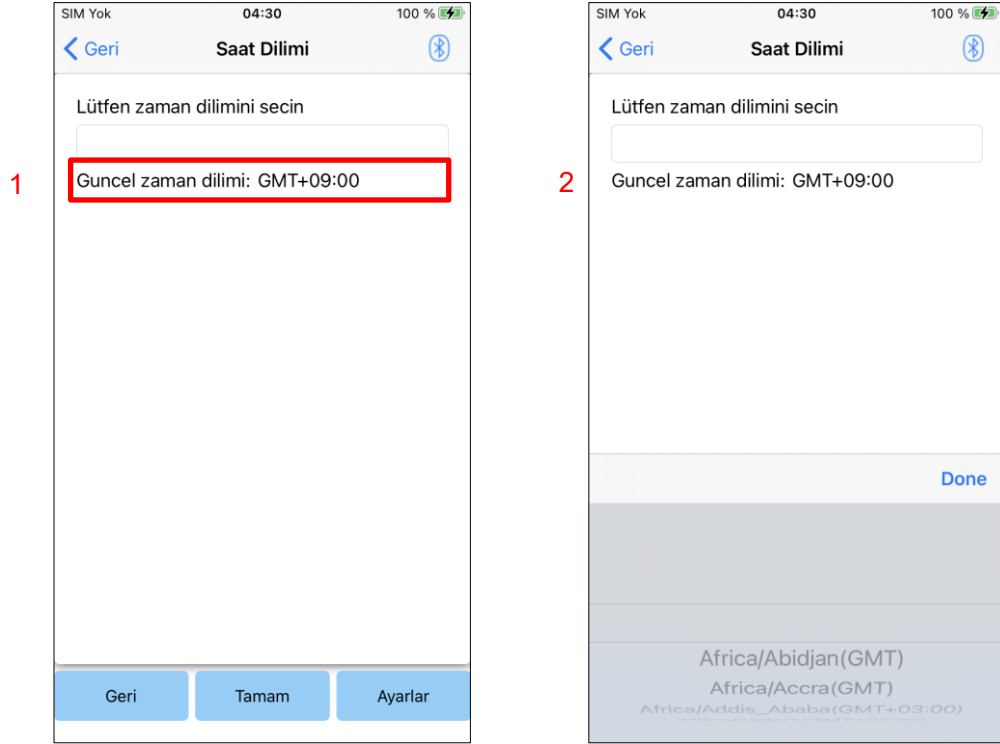 SIM Yok 04:30 100 %
Geri Saat Dilimi
Lütfen zaman dilimini secin
1
Guncel zaman dilimi: GMT+09:00
Geri Tamam Ayarlar
SIM Yok 04:30 100 %
Geri Saat Dilimi
Lütfen zaman dilimini secin
2
Guncel zaman dilimi: GMT+09:00
Done
Africa/Abidjan(GMT)
Africa/Accra(GMT)
Africa/Addis_Ababa(GMT+03:00)